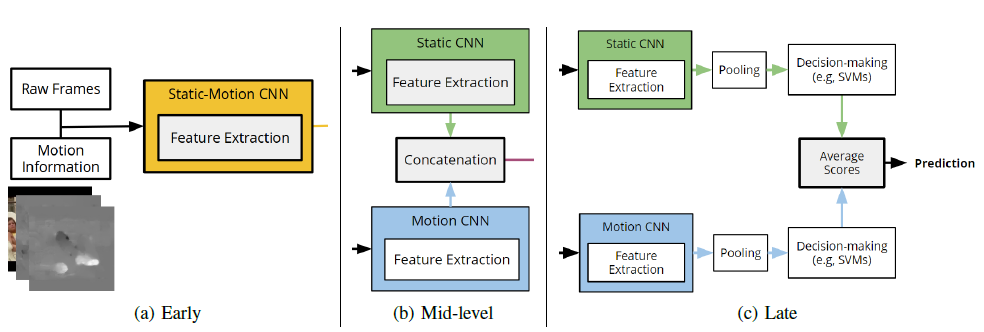 Raw Frames
Motion
Information
Static-Motion CNN
Feature Extraction
(a) Early
Static CNN
Feature Extraction
Concatenation
Motion CNN
Feature Extraction
(b) Mid-level
Static CNN
Feature
Extraction
Pooling
Decision-making
(e.g, SVMs)
Average
Scores
Prediction
Motion CNN
Feature
Extraction
Pooling
Decision-making
(e.g, SVMs)
(c) Late